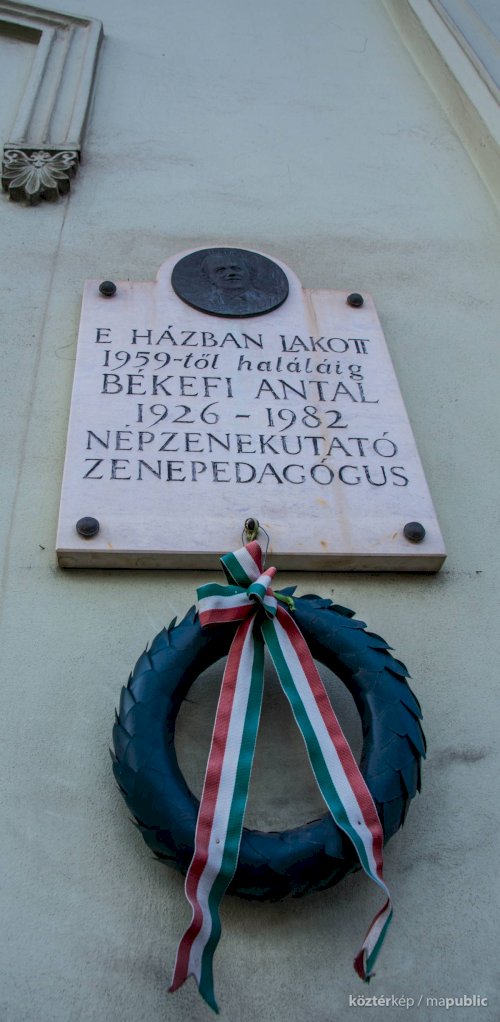 E HÁZBAN LAKOTT
1959-től haláláig
BÉKEFI ANTAL
1926 - 1982
NÉPZENEKUTATÓ
ZENEPEDAGÓGUS
köztérkép / mapublic